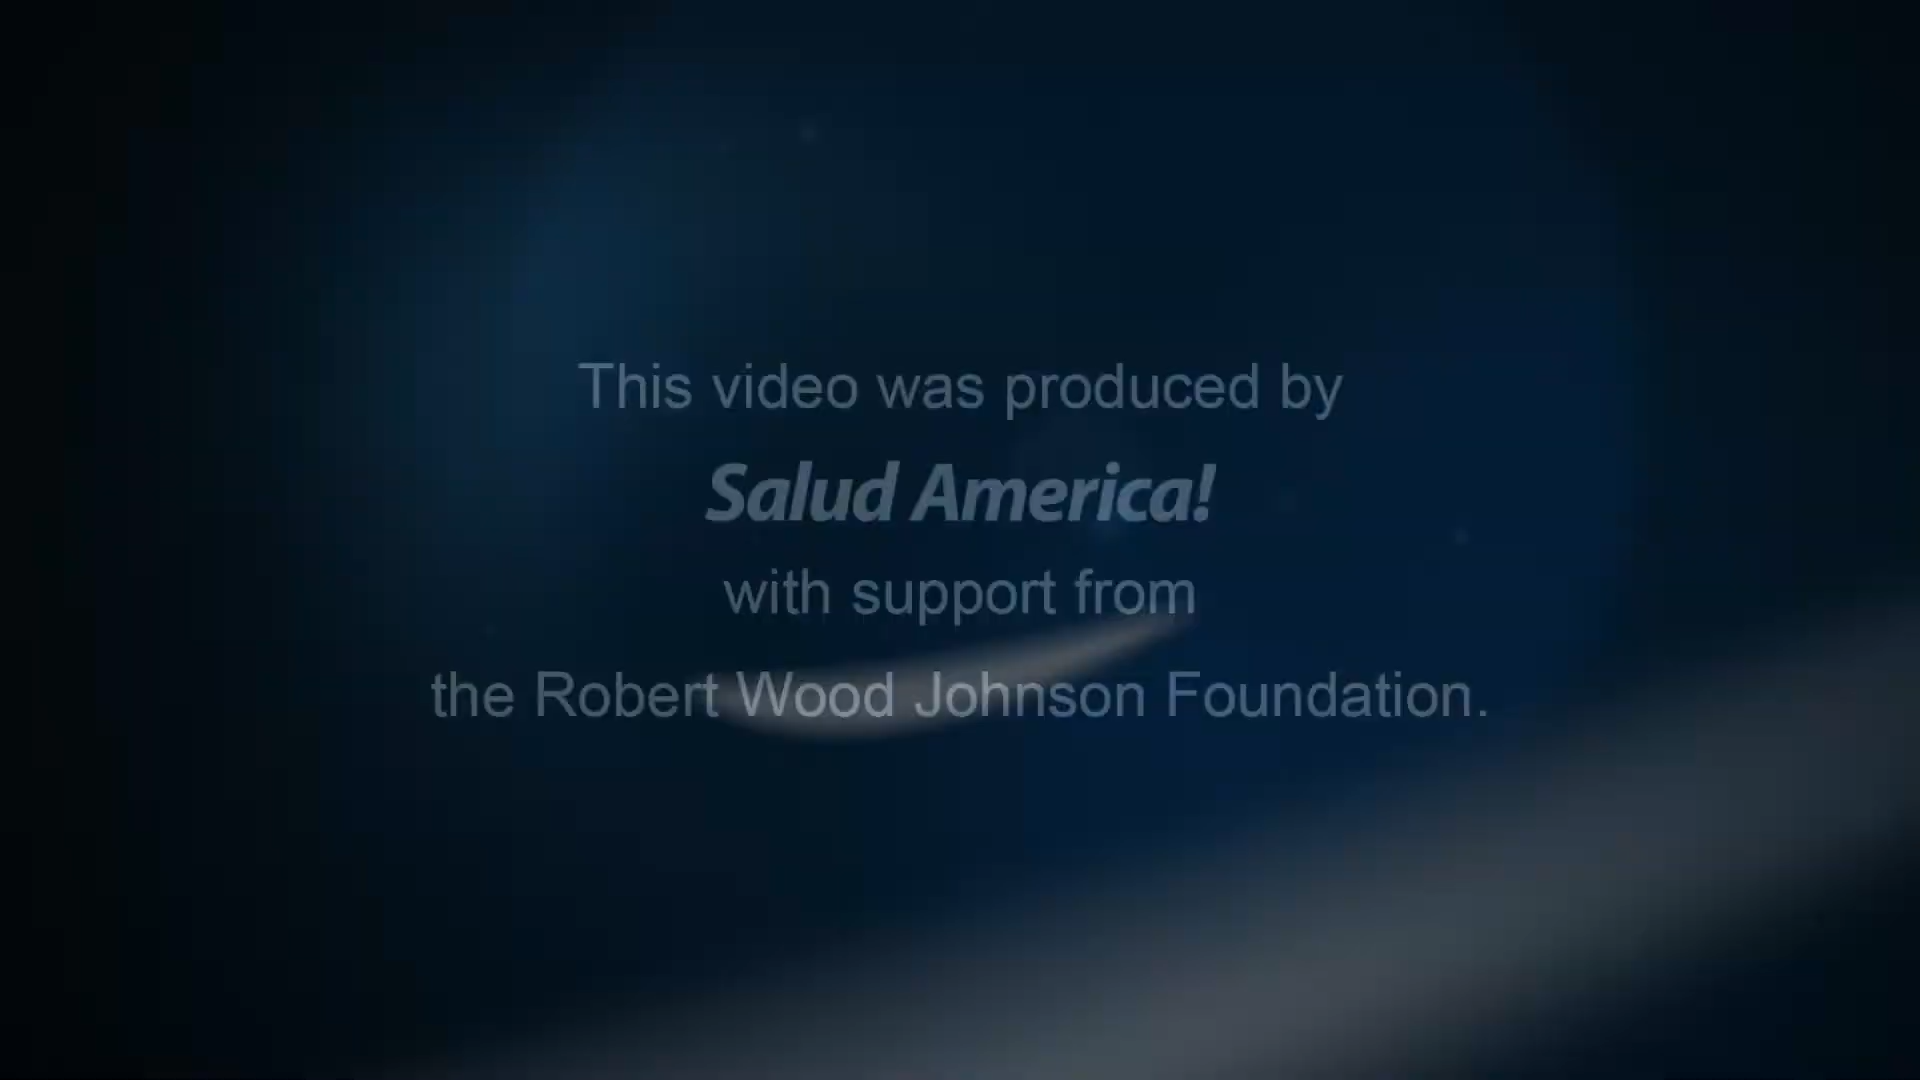 This video was produced by
Salud America!
with support from
the Robert Wood Johnson Foundation.